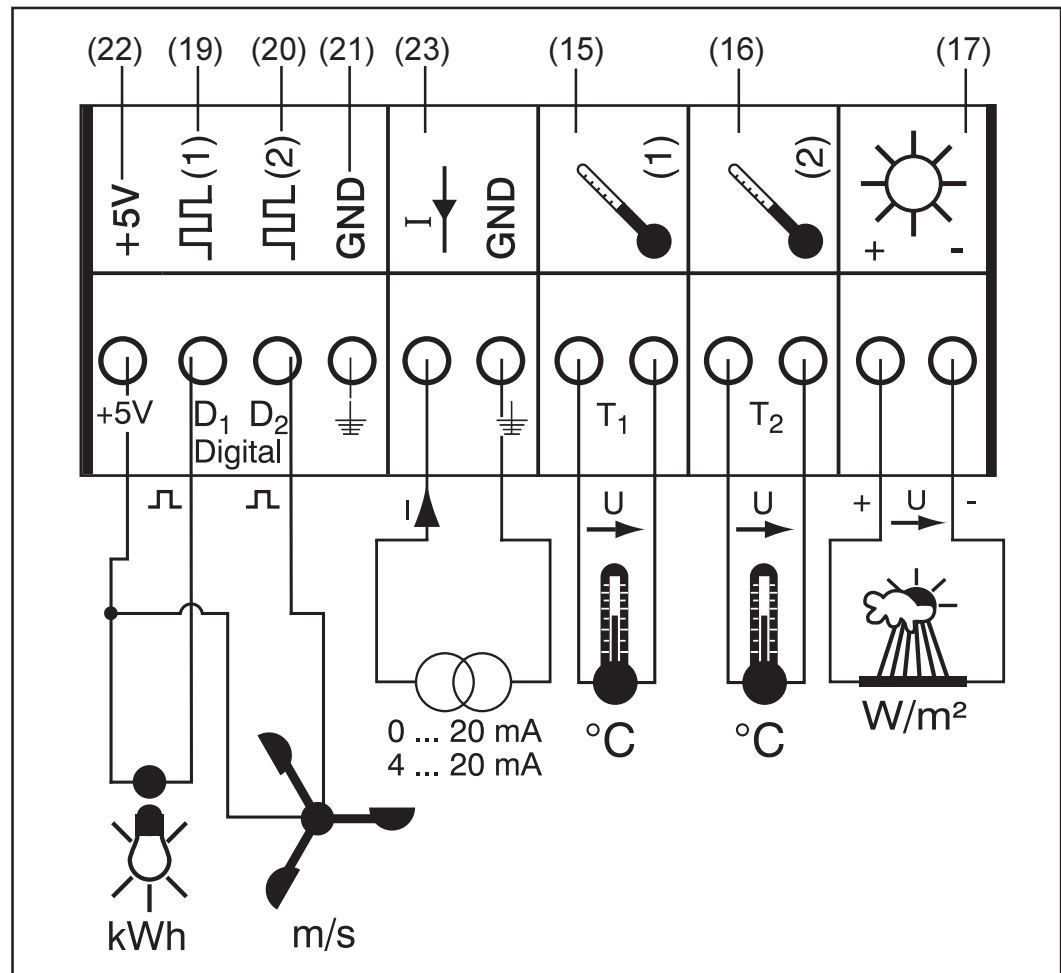 (22) (19) (20) (21) (23) (15) (16) (17)
+5V (1) (2) GND I GND (1) (2) + -
+5V D₁ D₂ T₁ T₂
Digital
I U U + U -
0 ... 20 mA °C °C W/m²
4 ... 20 mA
kWh m/s